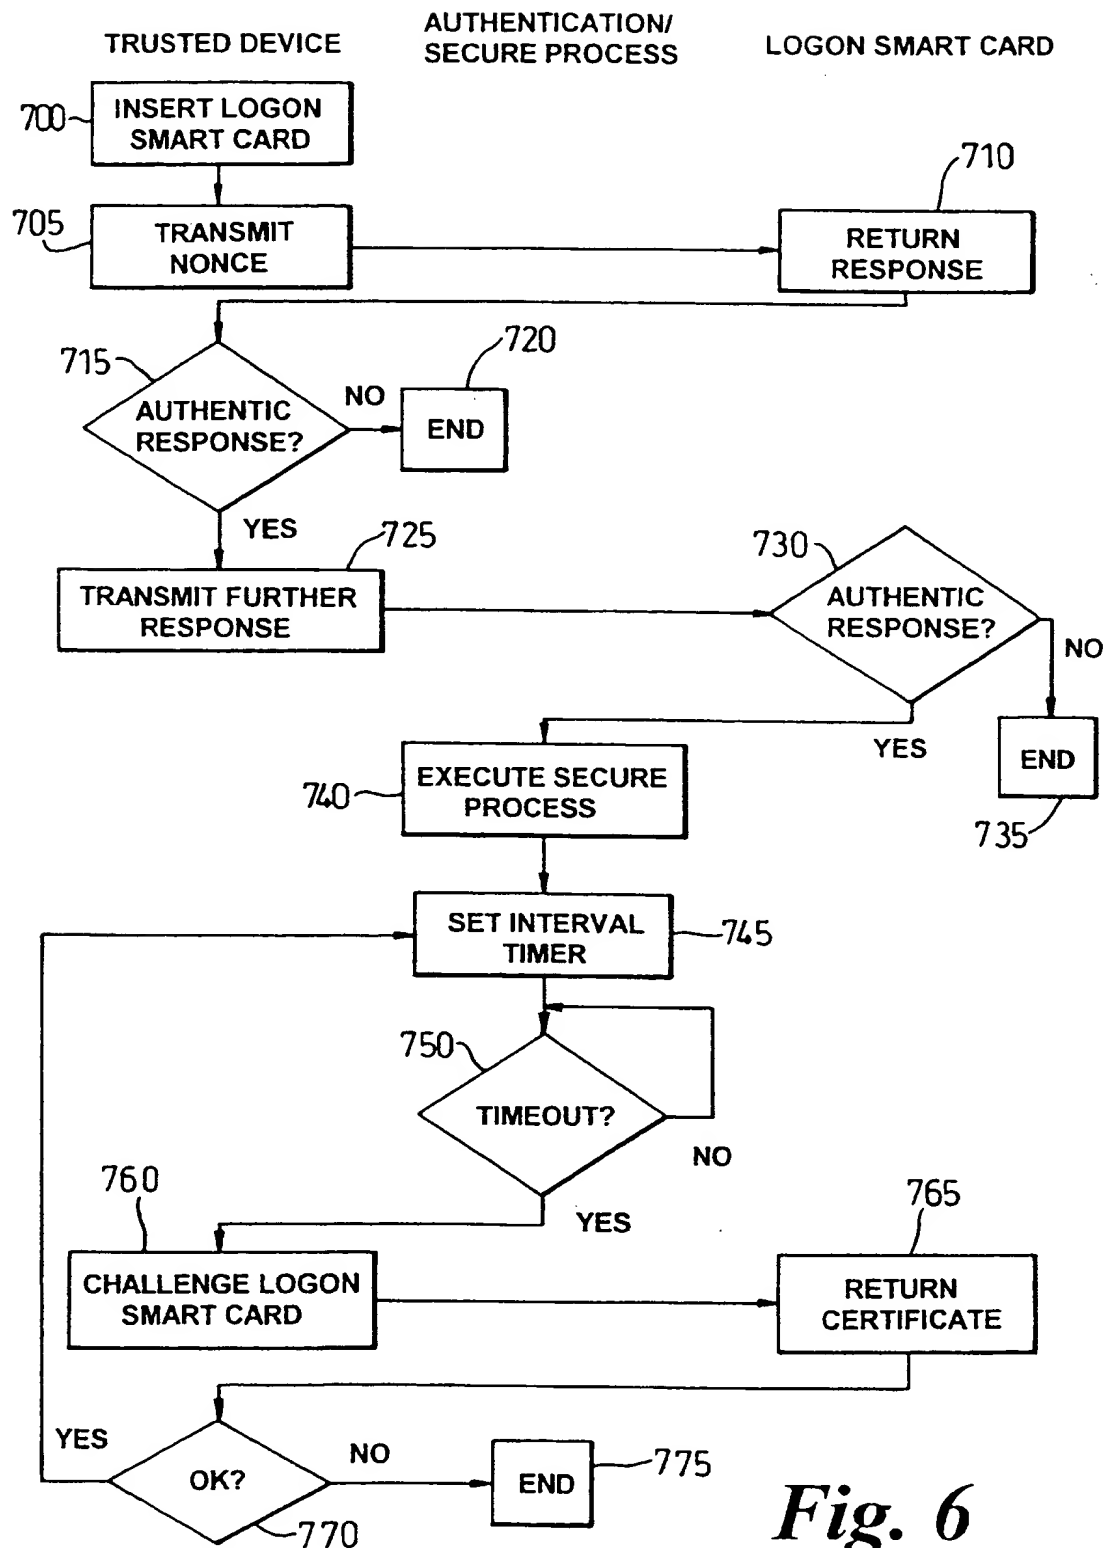 TRUSTED DEVICE
AUTHENTICATION/
SECURE PROCESS
LOGON SMART CARD
700
INSERT LOGON
SMART CARD
705
TRANSMIT
NONCE
710
RETURN
RESPONSE
715
AUTHENTIC
RESPONSE?
NO
720
END
YES
725
TRANSMIT FURTHER
RESPONSE
730
AUTHENTIC
RESPONSE?
NO
YES
END
735
740
EXECUTE SECURE
PROCESS
SET INTERVAL
TIMER
745
750
TIMEOUT?
NO
YES
760
CHALLENGE LOGON
SMART CARD
765
RETURN
CERTIFICATE
YES
OK?
770
NO
END
775
Fig. 6